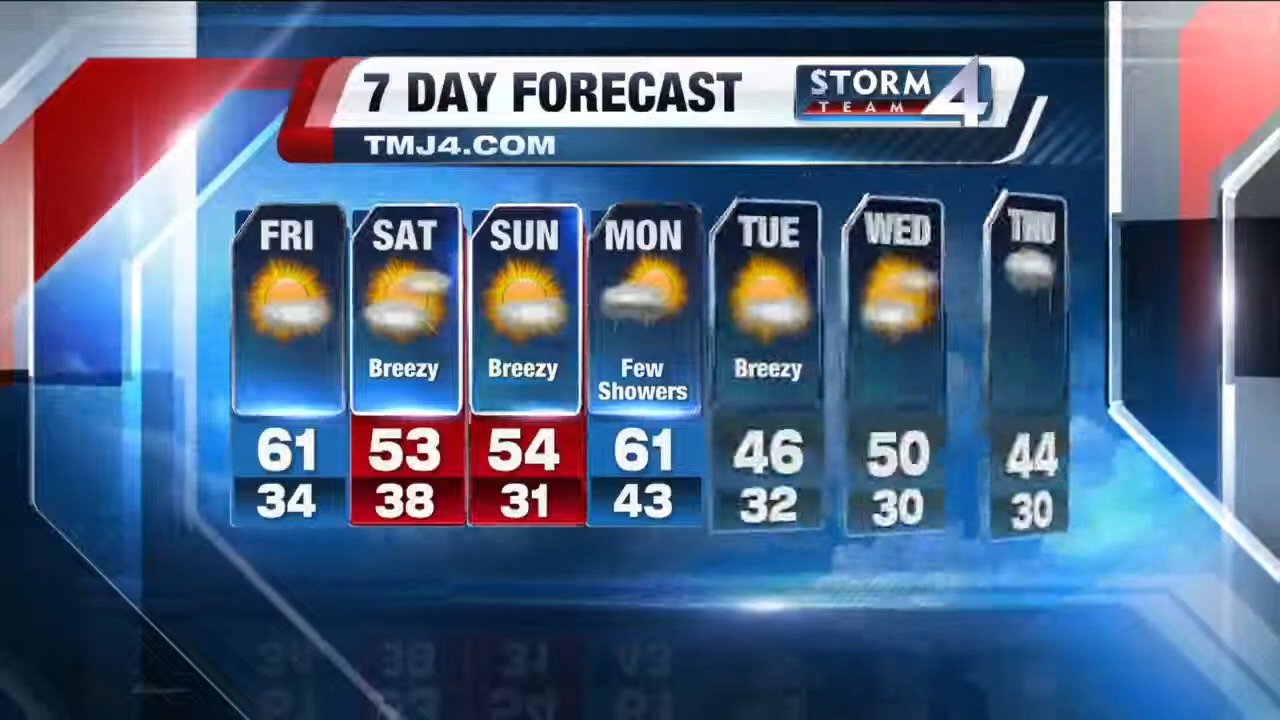 7 DAY FORECAST
STORM
TEAM 4
TMJ4.COM
FRI SAT SUN MON TUE WED THU
Breezy Breezy Few Showers Breezy
61 53 54 61 46 50 44
34 38 31 43 32 30 30